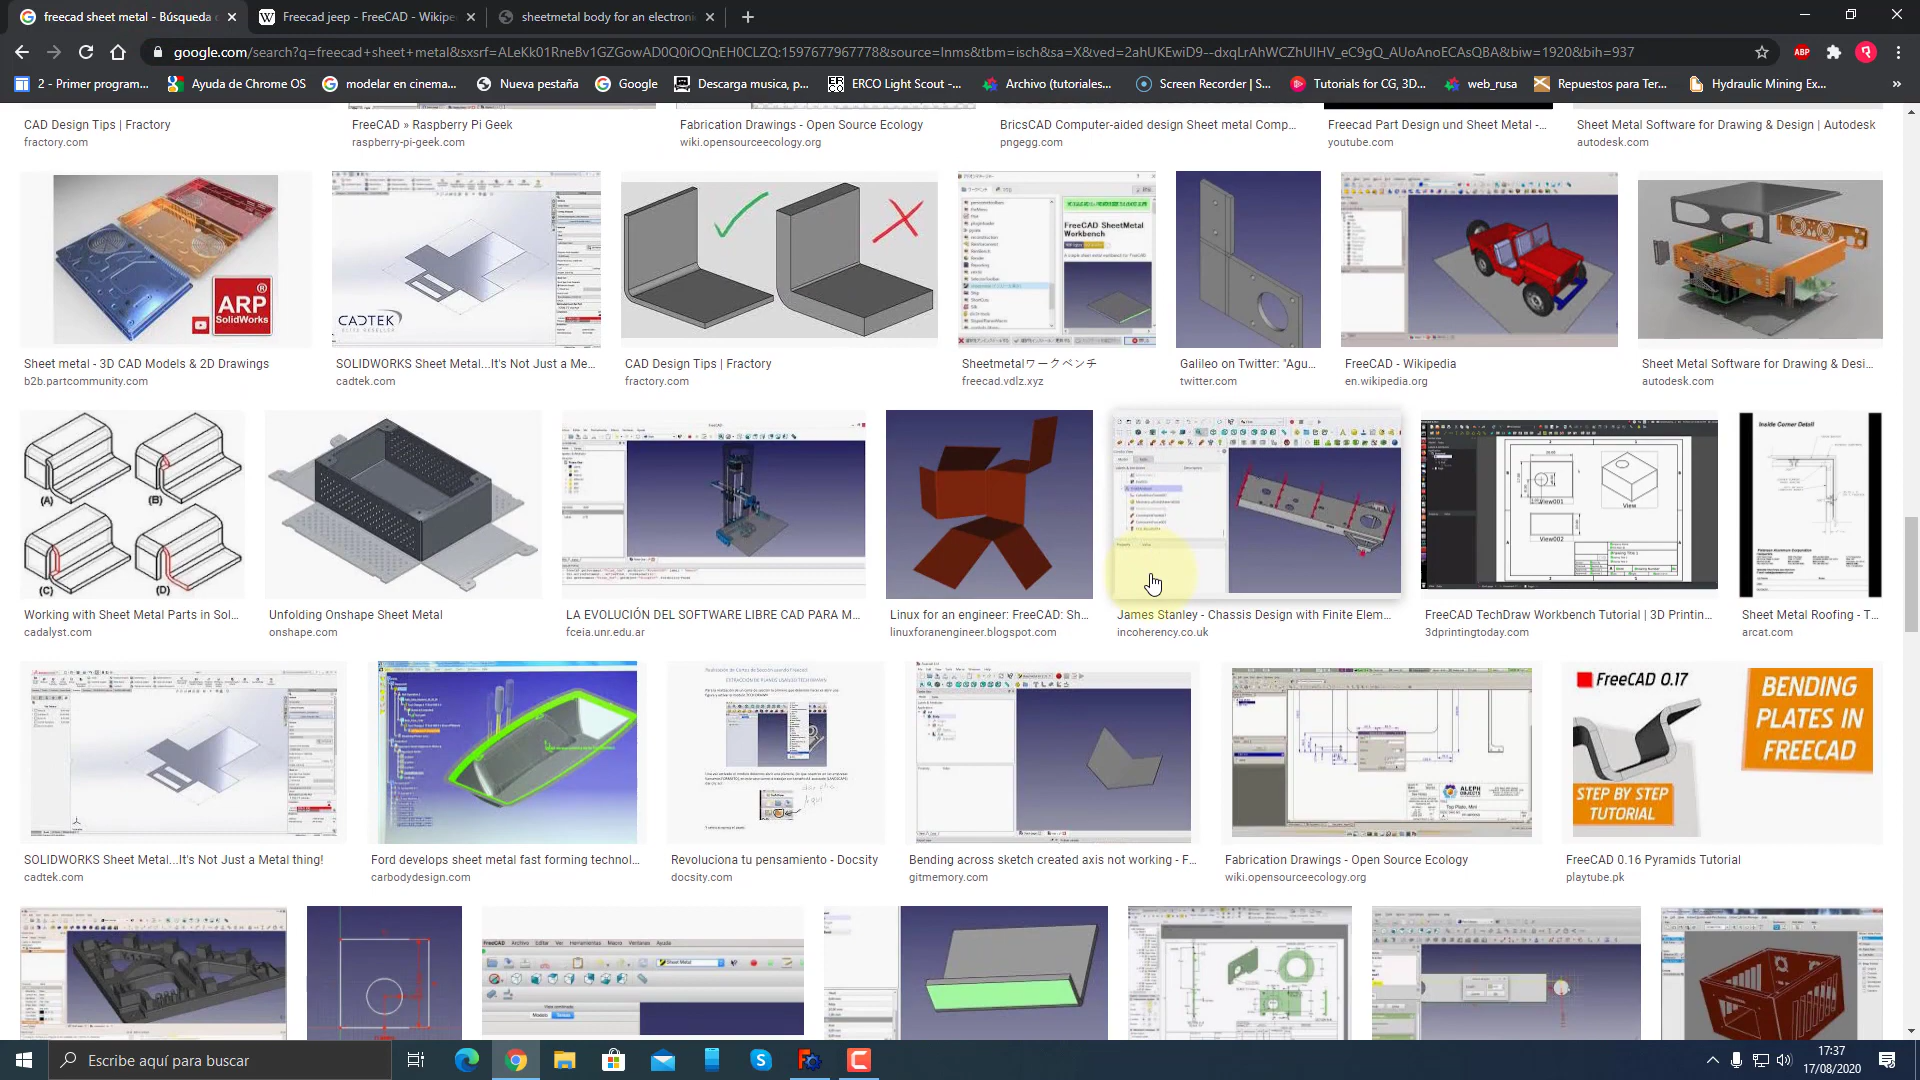 freecad sheet metal - Búsqueda
Freecad jeep - FreeCAD - Wikipe
sheetmetal body for an electroni
google.com/search?q=freecad+sheet+metal&sxsrf=ALeKk01RneBv1GZGowAD0Q0iOQnEH0CLZQ:1597677967778&source=lnms&tbm=isch&sa=X&ved=2ahUKEwiD9--dxqLrAhWCZhUIHV_eC9gQ_AUoAnoECAsQBA&biw=1920&bih=937
ABP
2 - Primer program...
Ayuda de Chrome OS
modelar en cinema...
Nueva pestaña
Google
Descarga musica, p...
ERCO Light Scout -...
Archivo (tutoriales...
Screen Recorder | S...
Tutorials for CG, 3D...
web_rusa
Repuestos para Ter...
Hydraulic Mining Ex...
CAD Design Tips | Fractory
fractory.com
FreeCAD » Raspberry Pi Geek
raspberry-pi-geek.com
Fabrication Drawings - Open Source Ecology
wiki.opensourceecology.org
BricsCAD Computer-aided design Sheet metal Comp...
pngegg.com
Freecad Part Design und Sheet Metal -...
youtube.com
Sheet Metal Software for Drawing & Design | Autodesk
autodesk.com
ARP
SolidWorks
CADTEK
FreeCAD SheetMetal
Workbench
Sheet metal - 3D CAD Models & 2D Drawings
b2b.partcommunity.com
SOLIDWORKS Sheet Metal...It's Not Just a Me...
cadtek.com
CAD Design Tips | Fractory
fractory.com
Sheetmetalワークベンチ
freecad.vdlz.xyz
Galileo on Twitter: "Agu...
twitter.com
FreeCAD - Wikipedia
en.wikipedia.org
Sheet Metal Software for Drawing & Desi...
autodesk.com
(A)
(B)
(C)
(D)
View001
View
View002
Inside Corner Detail
Working with Sheet Metal Parts in Sol...
cadalyst.com
Unfolding Onshape Sheet Metal
onshape.com
LA EVOLUCIÓN DEL SOFTWARE LIBRE CAD PARA M...
fceia.unr.edu.ar
Linux for an engineer: FreeCAD: Sh...
linuxforanengineer.blogspot.com
James Stanley - Chassis Design with Finite Elem...
incoherency.co.uk
FreeCAD TechDraw Workbench Tutorial | 3D Printin...
3dprintingtoday.com
Sheet Metal Roofing - T...
arcat.com
ALEPH
OBJECTS
FreeCAD 0.17
BENDING
PLATES IN
FREECAD
STEP BY STEP
TUTORIAL
SOLIDWORKS Sheet Metal...It's Not Just a Metal thing!
cadtek.com
Ford develops sheet metal fast forming technol...
carbodydesign.com
Revoluciona tu pensamiento - Docsity
docsity.com
Bending across sketch created axis not working - F...
gitmemory.com
Fabrication Drawings - Open Source Ecology
wiki.opensourceecology.org
FreeCAD 0.16 Pyramids Tutorial
playtube.pk
FreeCAD Archivo Editar Ver Herramientas Macro Ventanas Ayuda
Sheet Metal
Escribe aquí para buscar
17:37
17/08/2020